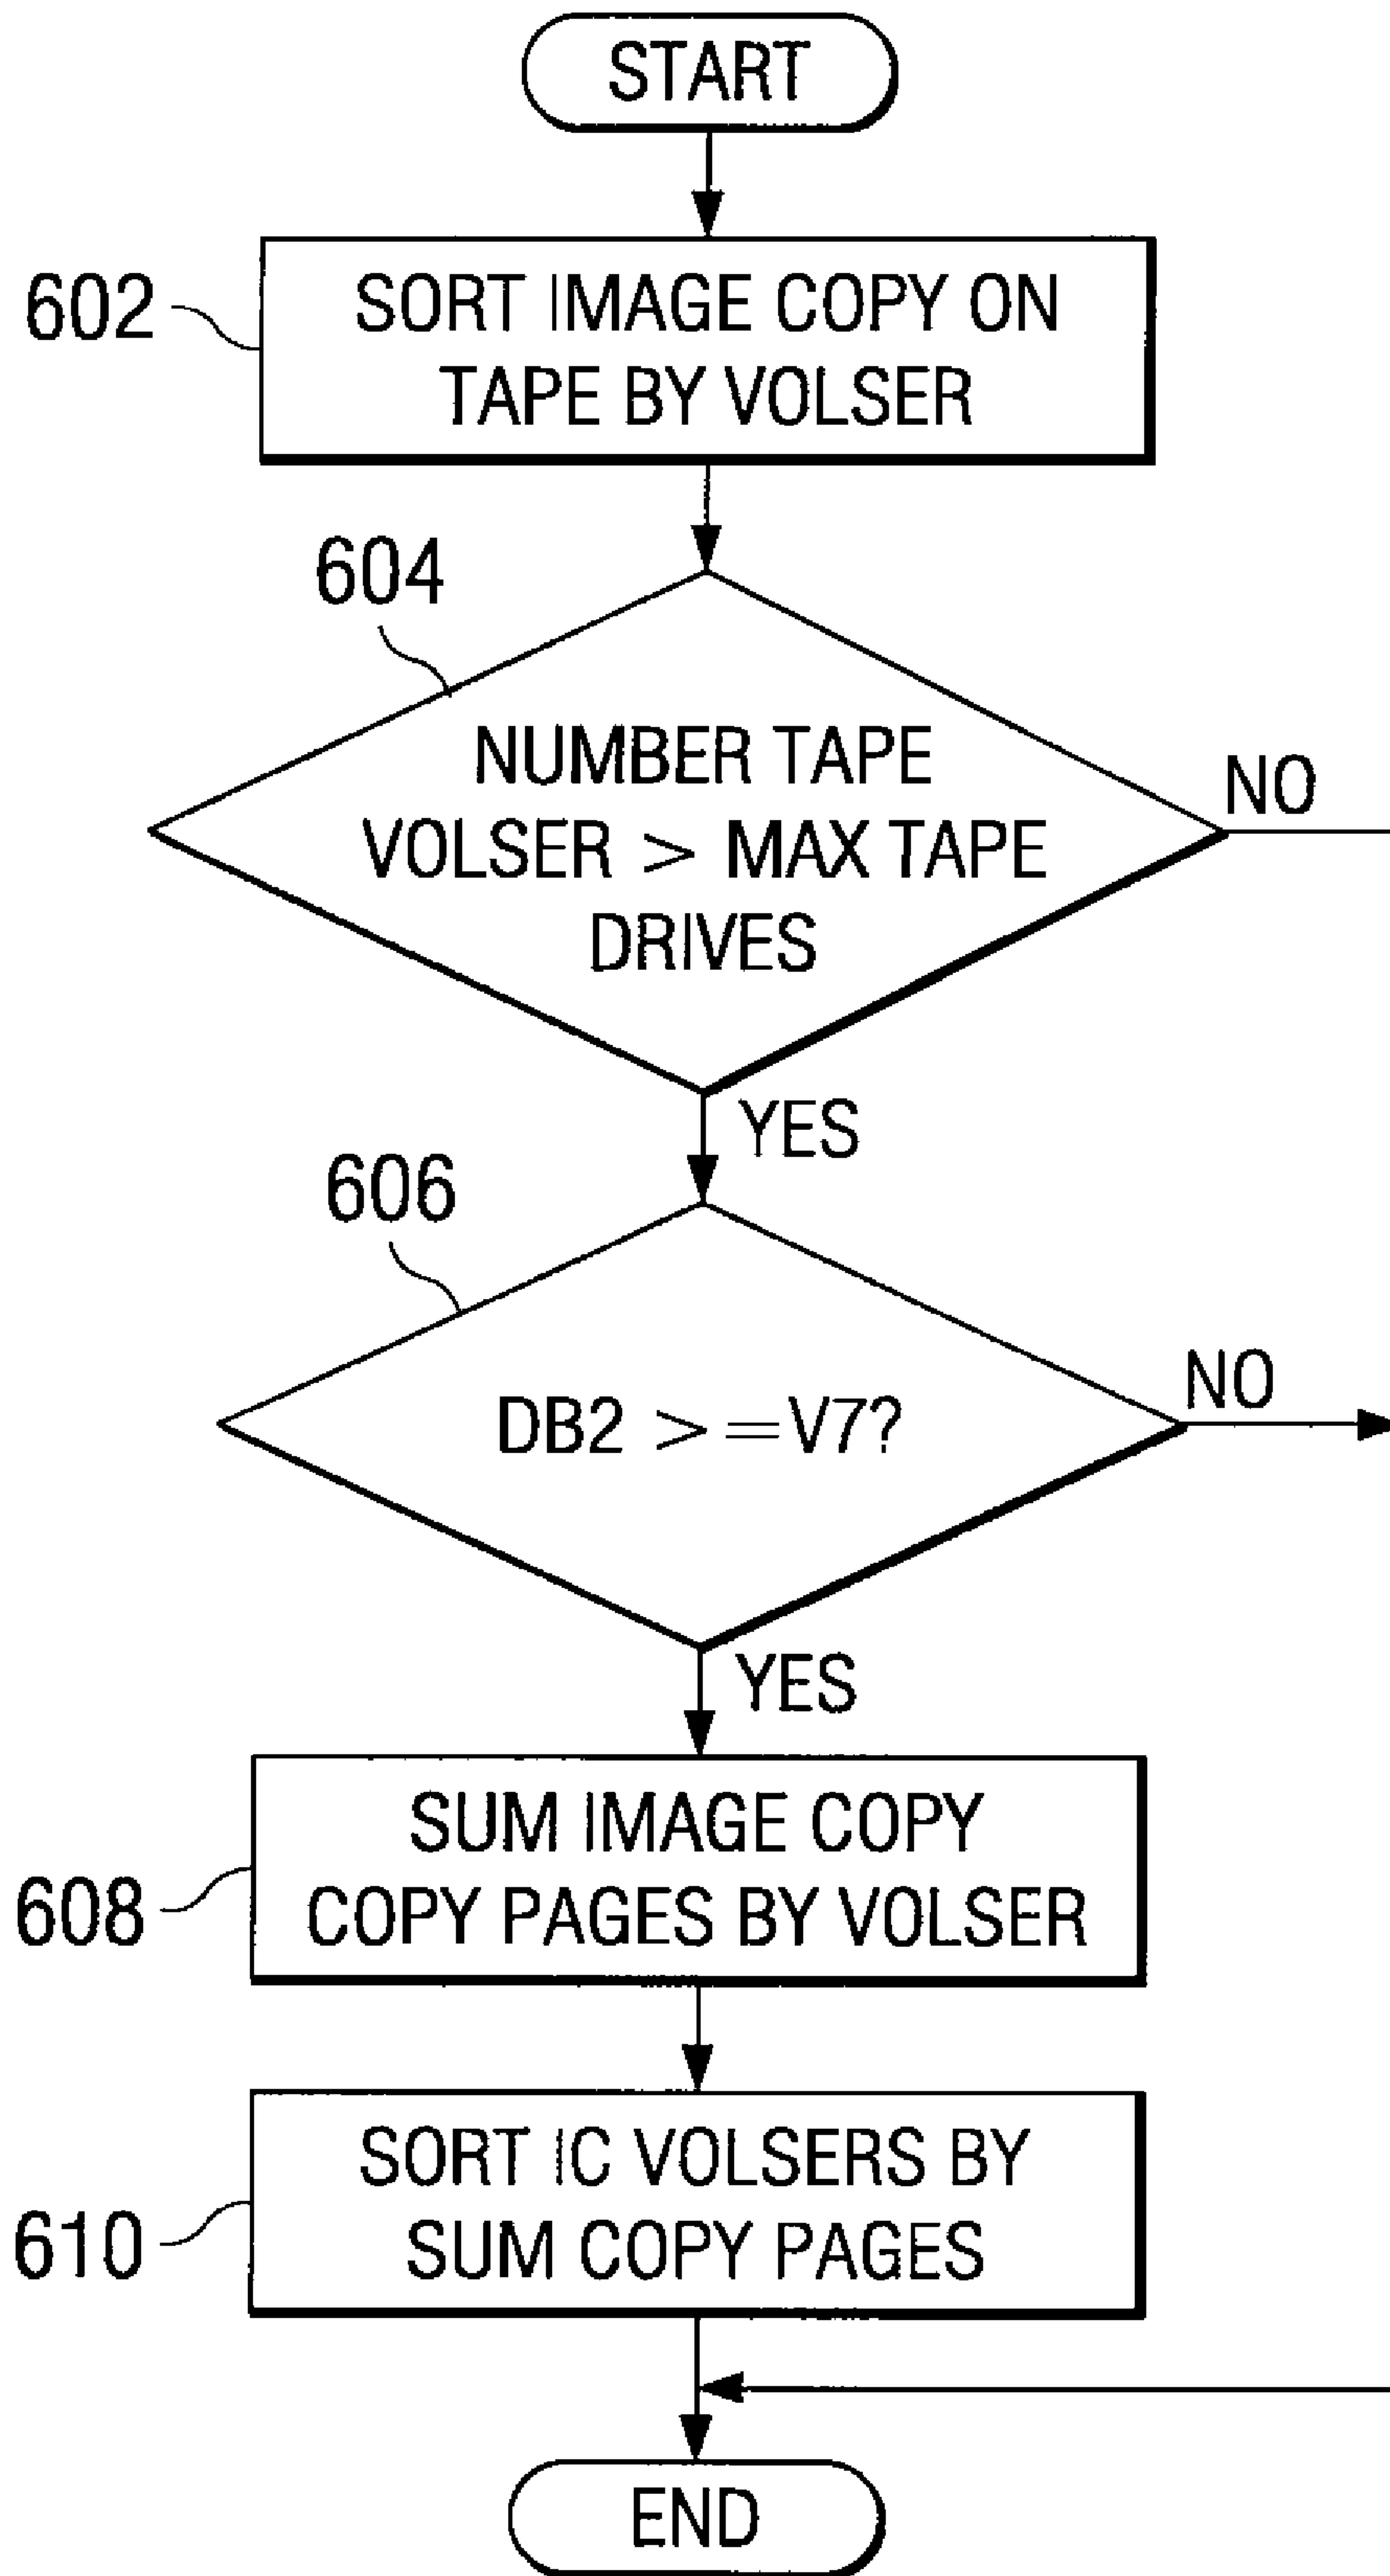 START
602
SORT IMAGE COPY ON
TAPE BY VOLSER
604
NUMBER TAPE
VOLSER > MAX TAPE
DRIVES
NO
YES
606
DB2 >=V7?
NO
YES
608
SUM IMAGE COPY
COPY PAGES BY VOLSER
610
SORT IC VOLSERS BY
SUM COPY PAGES
END